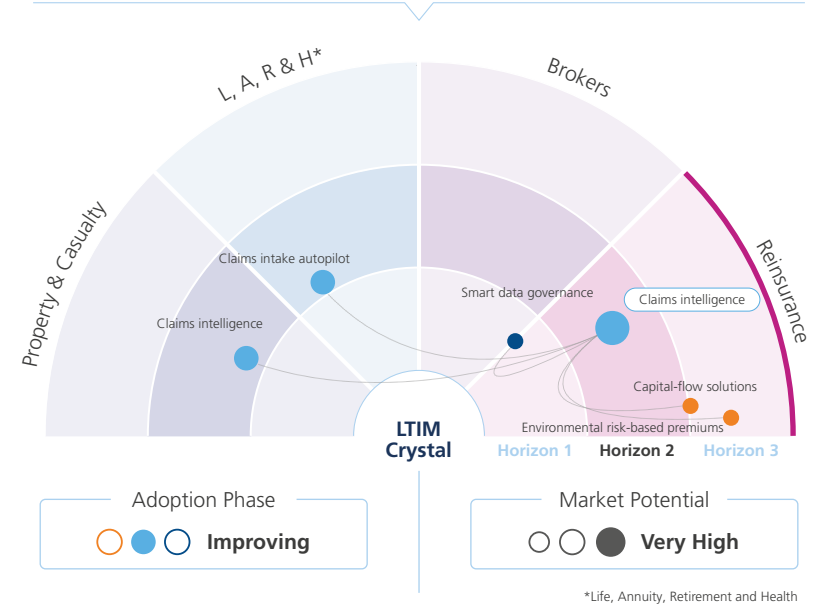 L, A, R & H*
Brokers
Property & Casualty
Reinsurance
Claims intake autopilot
Smart data governance
Claims intelligence
Claims intelligence
Capital-flow solutions
Environmental risk-based premiums
LTIM
Crystal
Horizon 1
Horizon 2
Horizon 3
Adoption Phase
Improving
Market Potential
Very High
*Life, Annuity, Retirement and Health